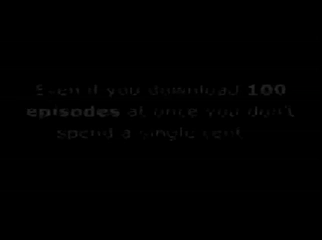 Even if you download 100
episodes at once you don't
spend a single cent.